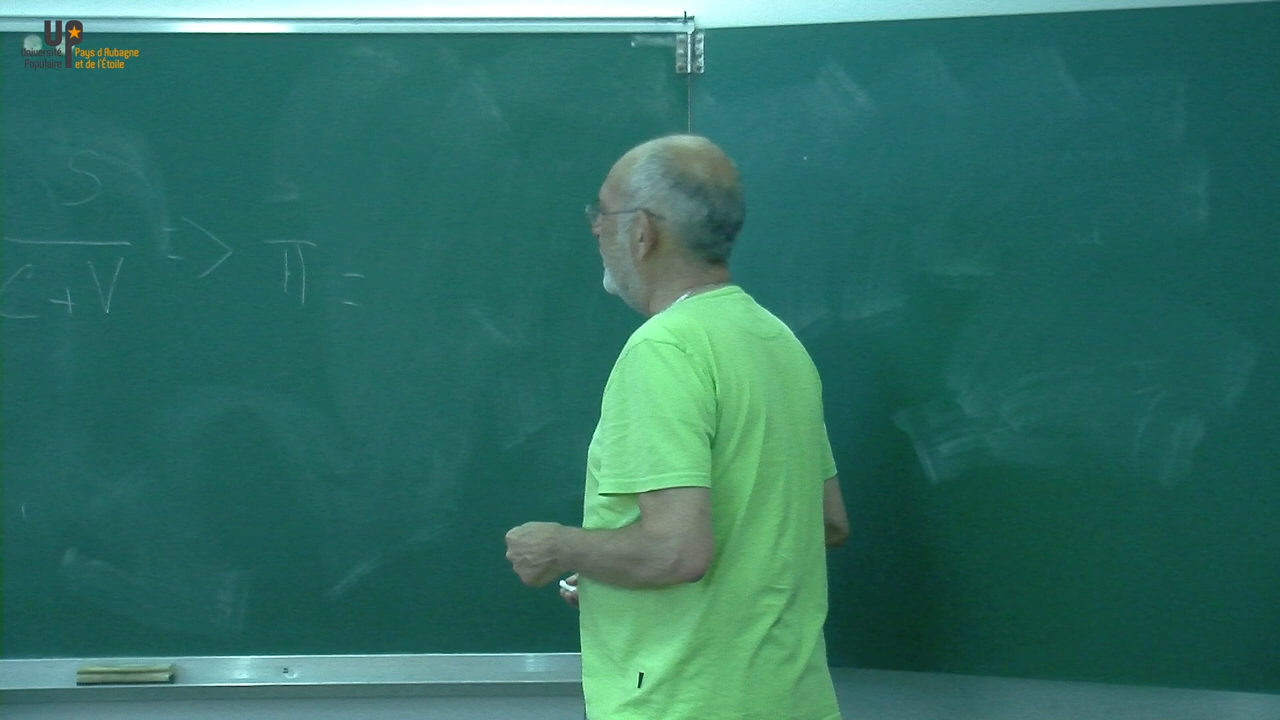 UP
Université
Populaire
Pays d'Aubagne
et de l'Étoile
S
C + V
=> Π =